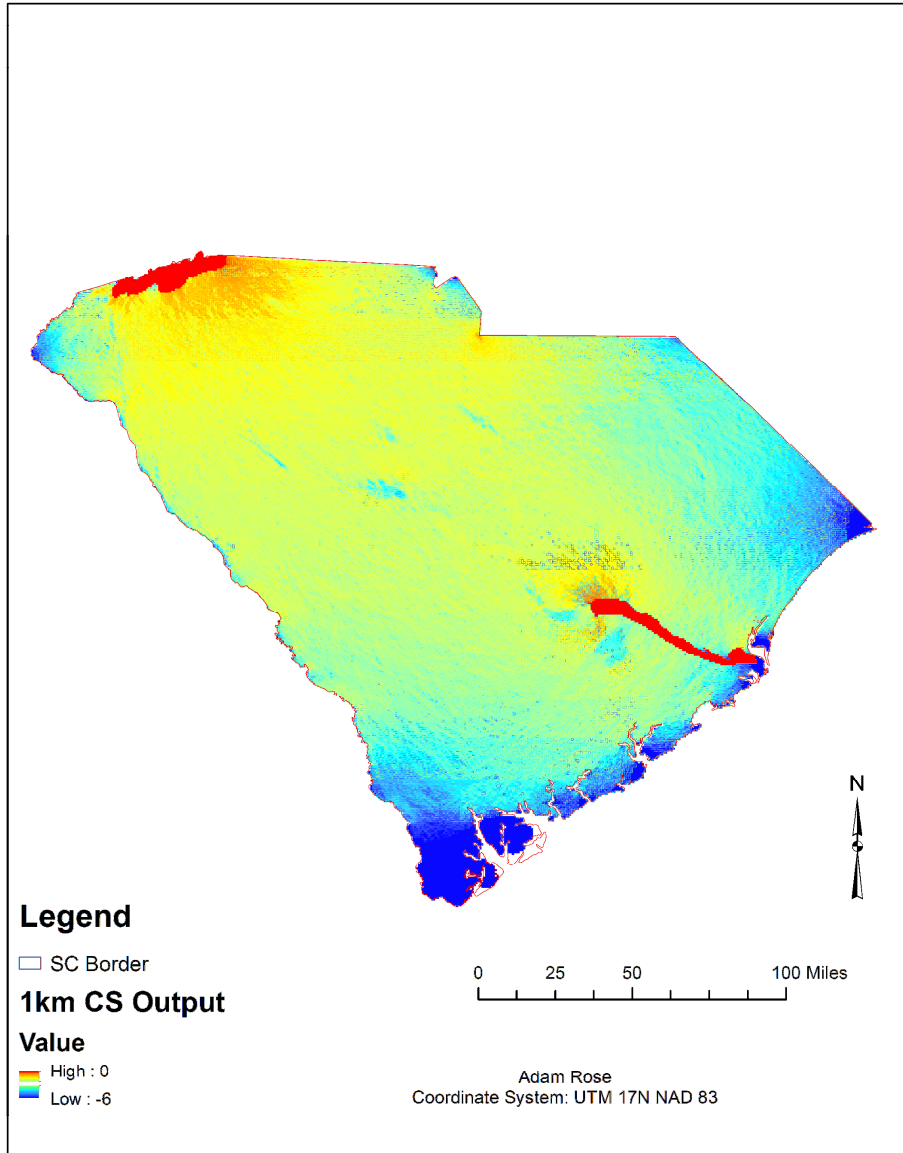 N
Legend
SC Border
0 25 50 100 Miles
1km CS Output
Value
High : 0
Low : -6
Adam Rose
Coordinate System: UTM 17N NAD 83